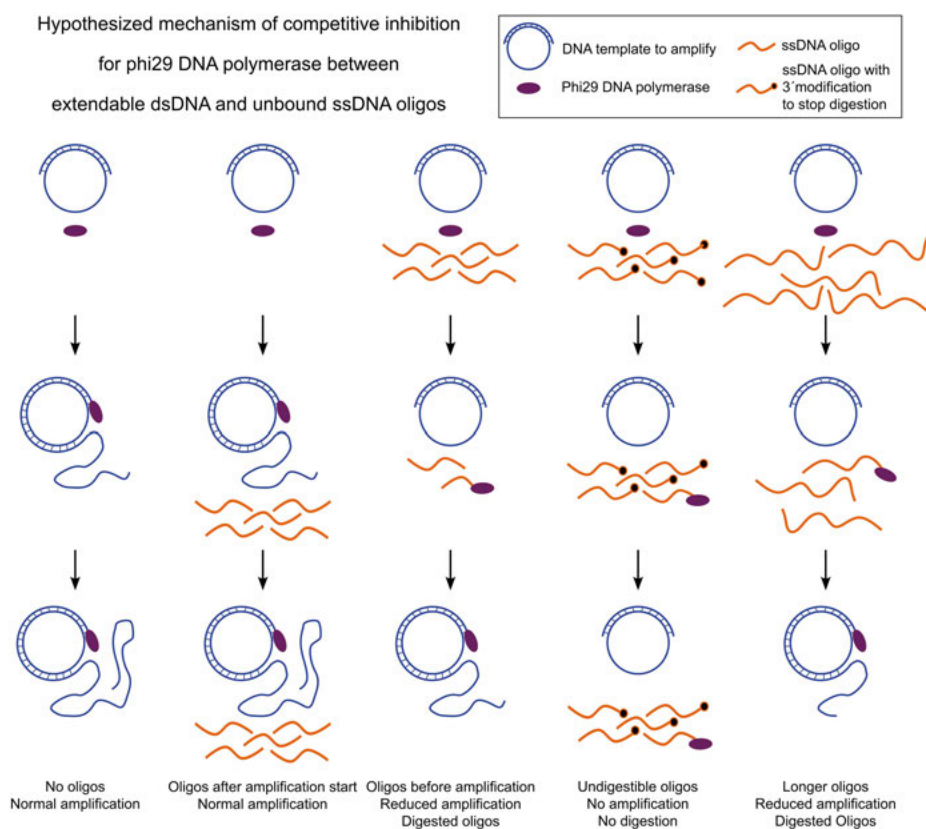 Hypothesized mechanism of competitive inhibition
for phi29 DNA polymerase between
extendable dsDNA and unbound ssDNA oligos
DNA template to amplify
Phi29 DNA polymerase
ssDNA oligo
ssDNA oligo with
3´modification
to stop digestion
No oligos
Normal amplification
Oligos after amplification start
Normal amplification
Oligos before amplification
Reduced amplification
Digested oligos
Undigestible oligos
No amplification
No digestion
Longer oligos
Reduced amplification
Digested Oligos